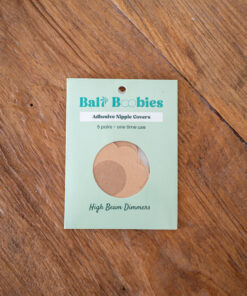 Bali Boobies
Adhesive Nipple Covers
5 pairs - one time use
High Beam Dimmers